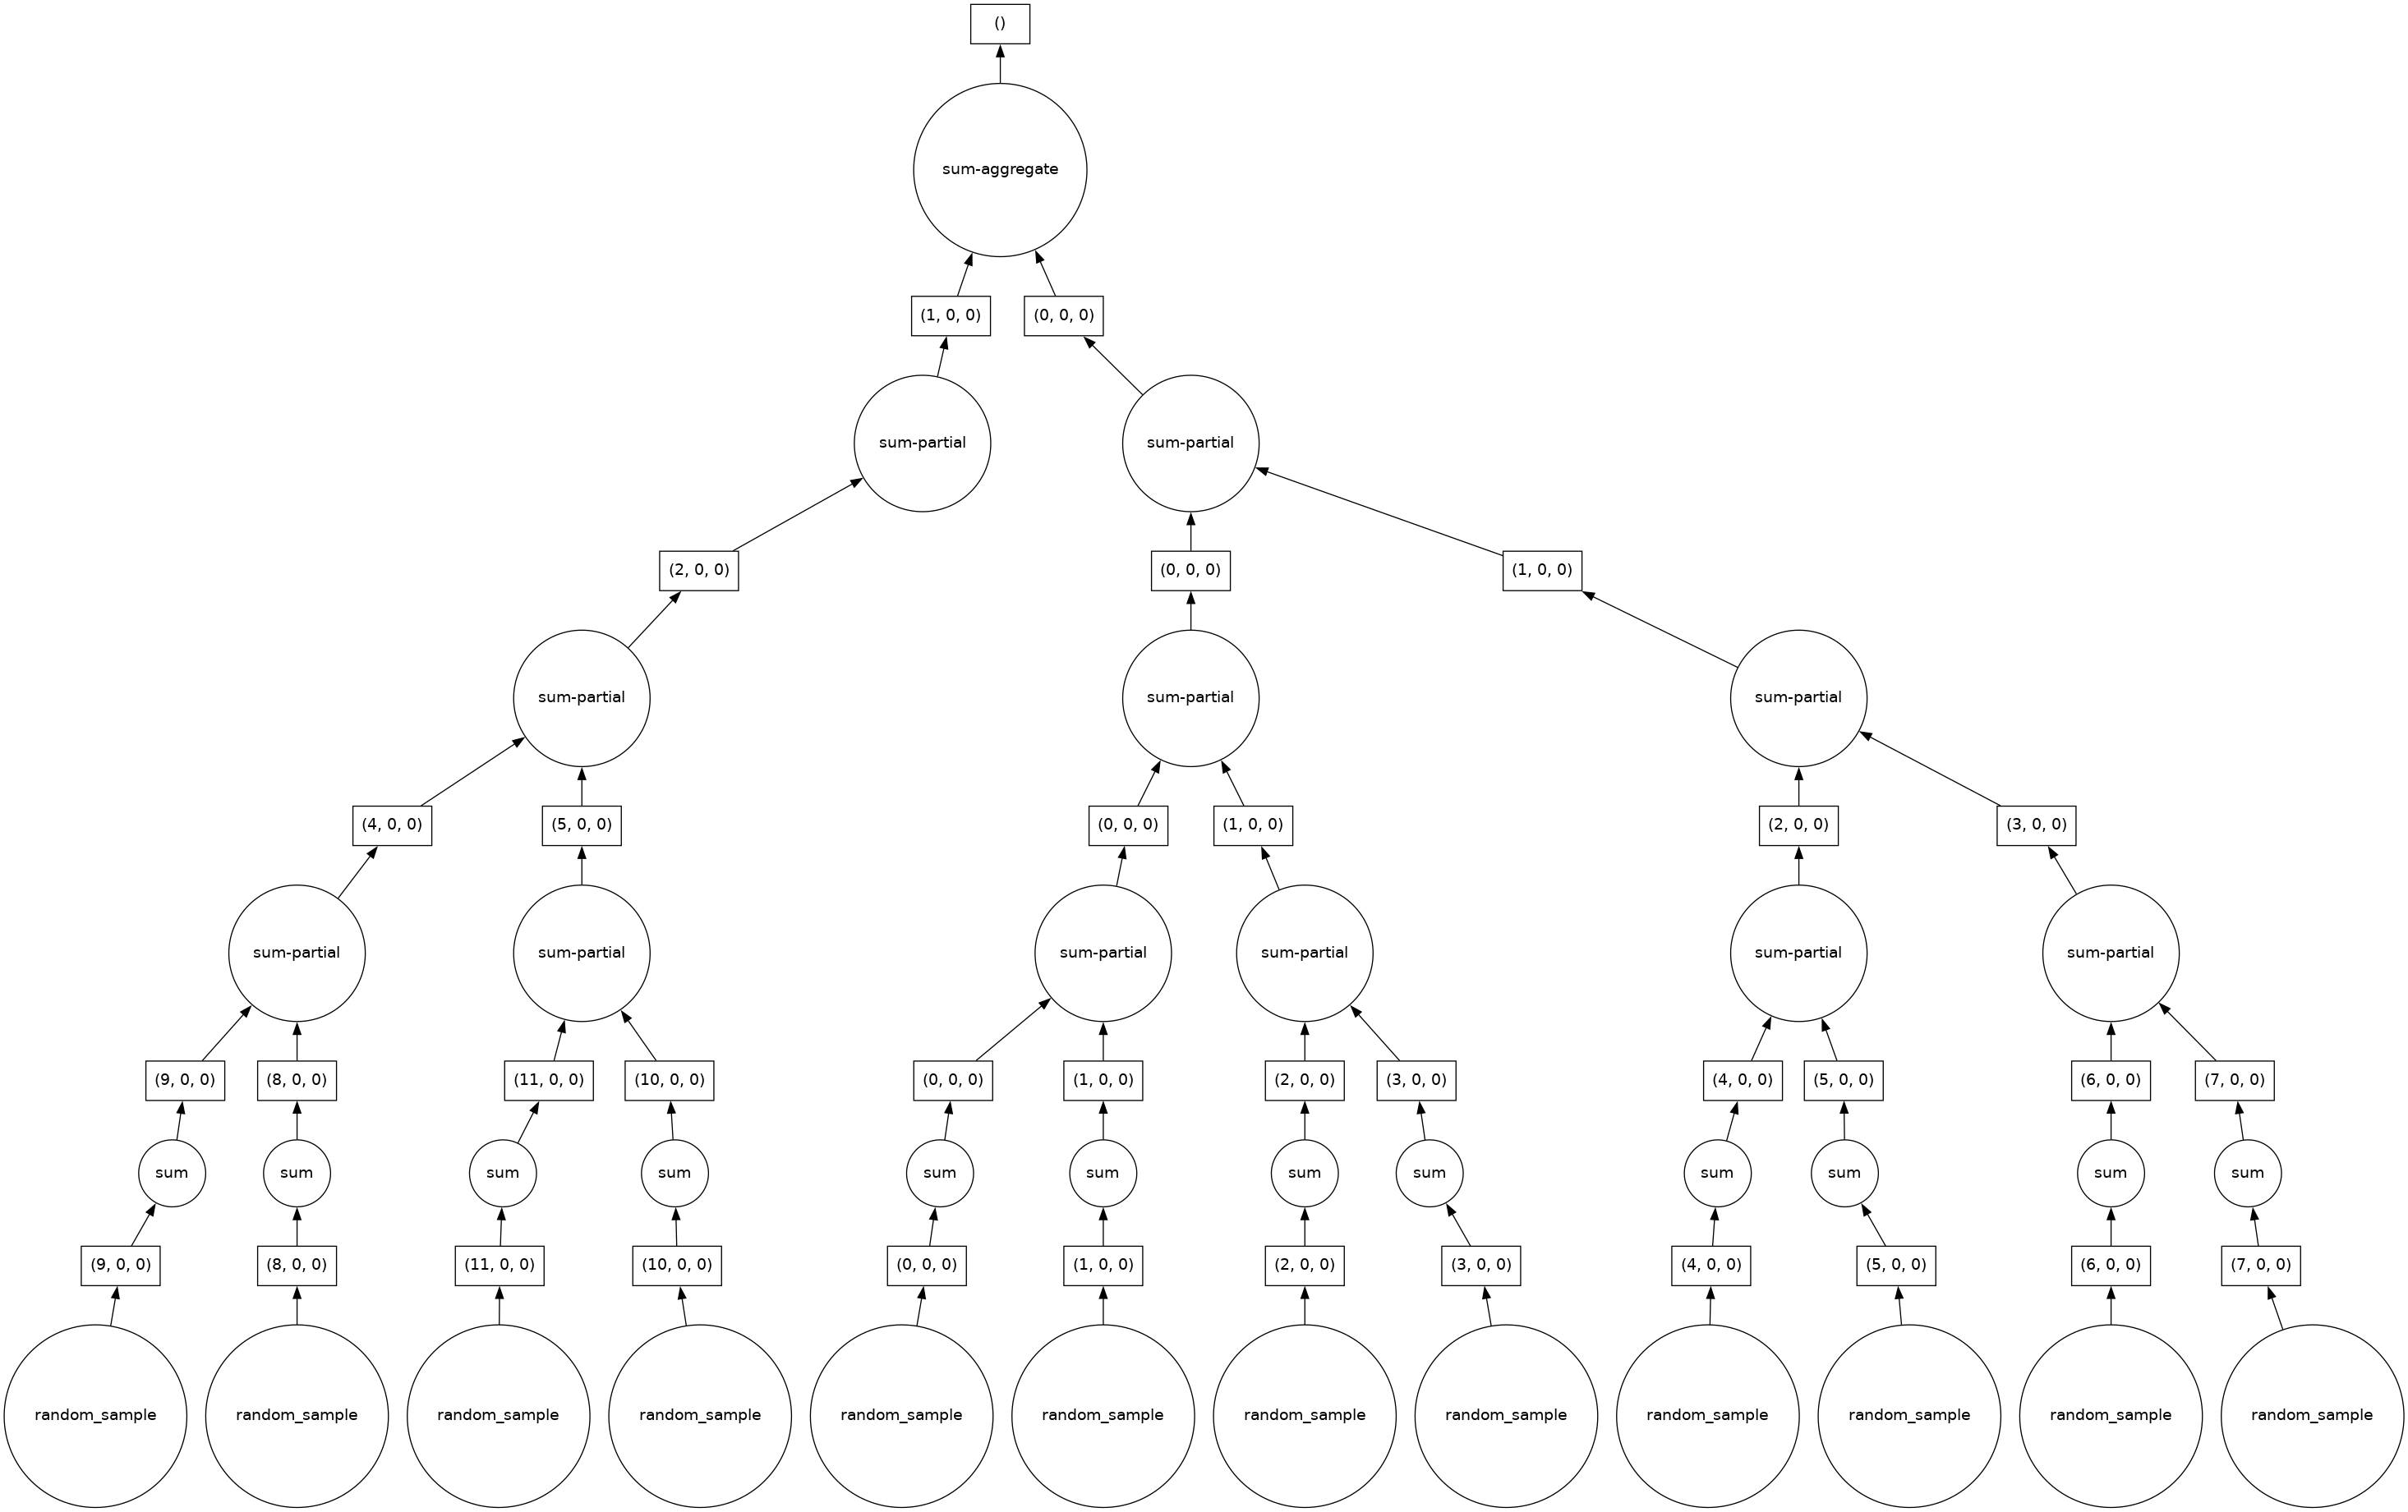 ()
sum-aggregate
(1, 0, 0)
(0, 0, 0)
sum-partial
sum-partial
(2, 0, 0)
(0, 0, 0)
(1, 0, 0)
sum-partial
sum-partial
sum-partial
(4, 0, 0)
(5, 0, 0)
(0, 0, 0)
(1, 0, 0)
(2, 0, 0)
(3, 0, 0)
sum-partial
sum-partial
sum-partial
sum-partial
sum-partial
sum-partial
(9, 0, 0)
(8, 0, 0)
(11, 0, 0)
(10, 0, 0)
(0, 0, 0)
(1, 0, 0)
(2, 0, 0)
(3, 0, 0)
(4, 0, 0)
(5, 0, 0)
(6, 0, 0)
(7, 0, 0)
sum
sum
sum
sum
sum
sum
sum
sum
sum
sum
sum
sum
(9, 0, 0)
(8, 0, 0)
(11, 0, 0)
(10, 0, 0)
(0, 0, 0)
(1, 0, 0)
(2, 0, 0)
(3, 0, 0)
(4, 0, 0)
(5, 0, 0)
(6, 0, 0)
(7, 0, 0)
random_sample
random_sample
random_sample
random_sample
random_sample
random_sample
random_sample
random_sample
random_sample
random_sample
random_sample
random_sample